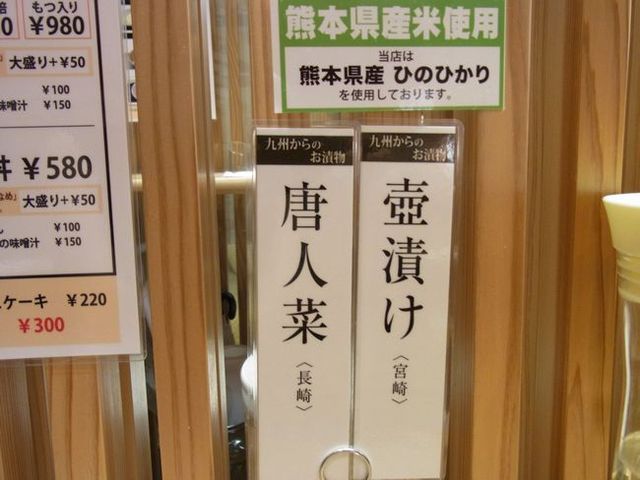 もつ入り
0 ¥980
大盛り+¥50
¥100
味噌汁 ¥150
丼 ¥580
大盛り+¥50
¥100
の味噌汁 ¥150
ケーキ ¥220
¥300
熊本県産米使用
当店は
熊本県産 ひのひかり
を使用しております。
九州からの
お漬物
壺漬け
〈宮崎〉
九州からの
お漬物
唐人菜
〈長崎〉